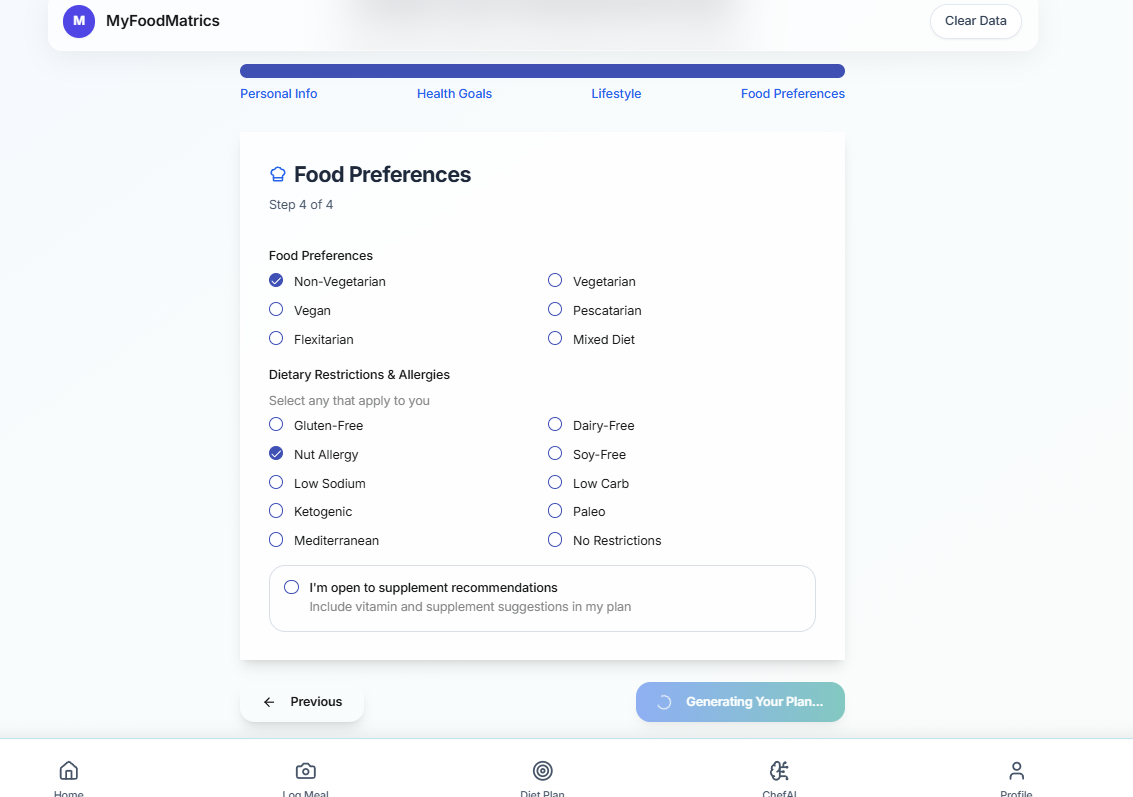 M MyFoodMatrics Clear Data
Personal Info Health Goals Lifestyle Food Preferences
Food Preferences
Step 4 of 4
Food Preferences
Non-Vegetarian Vegetarian
Vegan Pescatarian
Flexitarian Mixed Diet
Dietary Restrictions & Allergies
Select any that apply to you
Gluten-Free Dairy-Free
Nut Allergy Soy-Free
Low Sodium Low Carb
Ketogenic Paleo
Mediterranean No Restrictions
I'm open to supplement recommendations
Include vitamin and supplement suggestions in my plan
Previous Generating Your Plan...
Home Log Meal Diet Plan ChefAI Profile